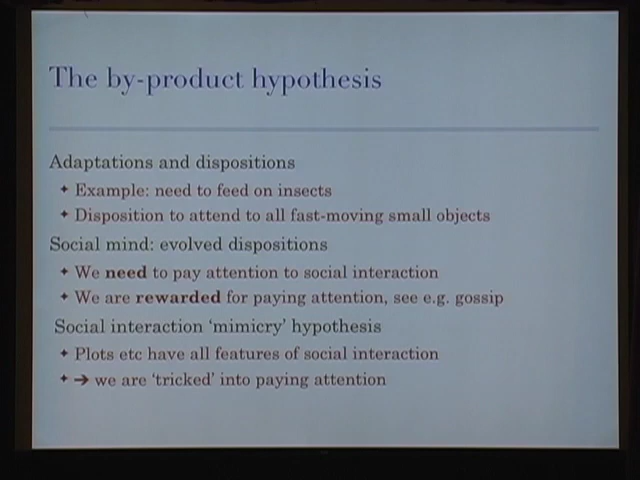 The by-product hypothesis
Adaptations and dispositions
✦ Example: need to feed on insects
✦ Disposition to attend to all fast-moving small objects
Social mind: evolved dispositions
✦ We need to pay attention to social interaction
✦ We are rewarded for paying attention, see e.g. gossip
Social interaction 'mimicry' hypothesis
✦ Plots etc have all features of social interaction
✦ → we are 'tricked' into paying attention